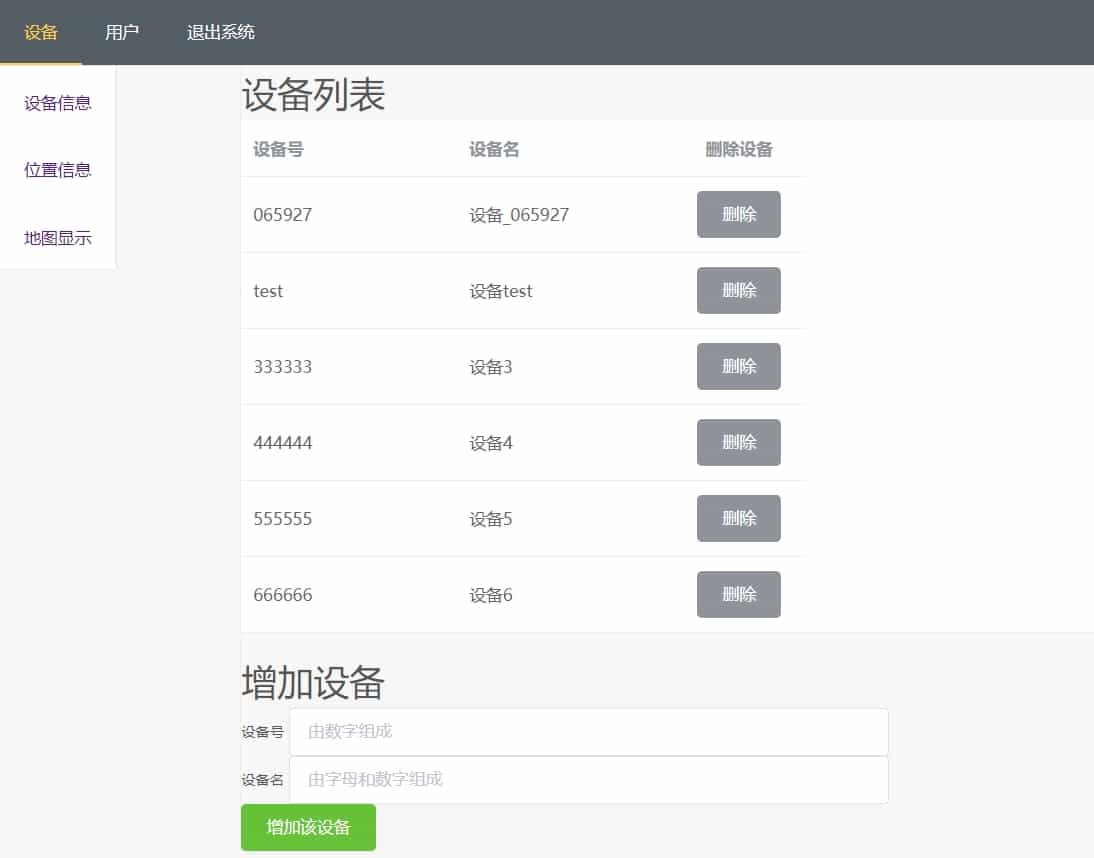 设备 用户 退出系统
设备信息
位置信息
地图显示
设备列表
设备号 设备名 删除设备
065927 设备_065927 删除
test 设备test 删除
333333 设备3 删除
444444 设备4 删除
555555 设备5 删除
666666 设备6 删除
增加设备
设备号 由数字组成
设备名 由字母和数字组成
增加该设备